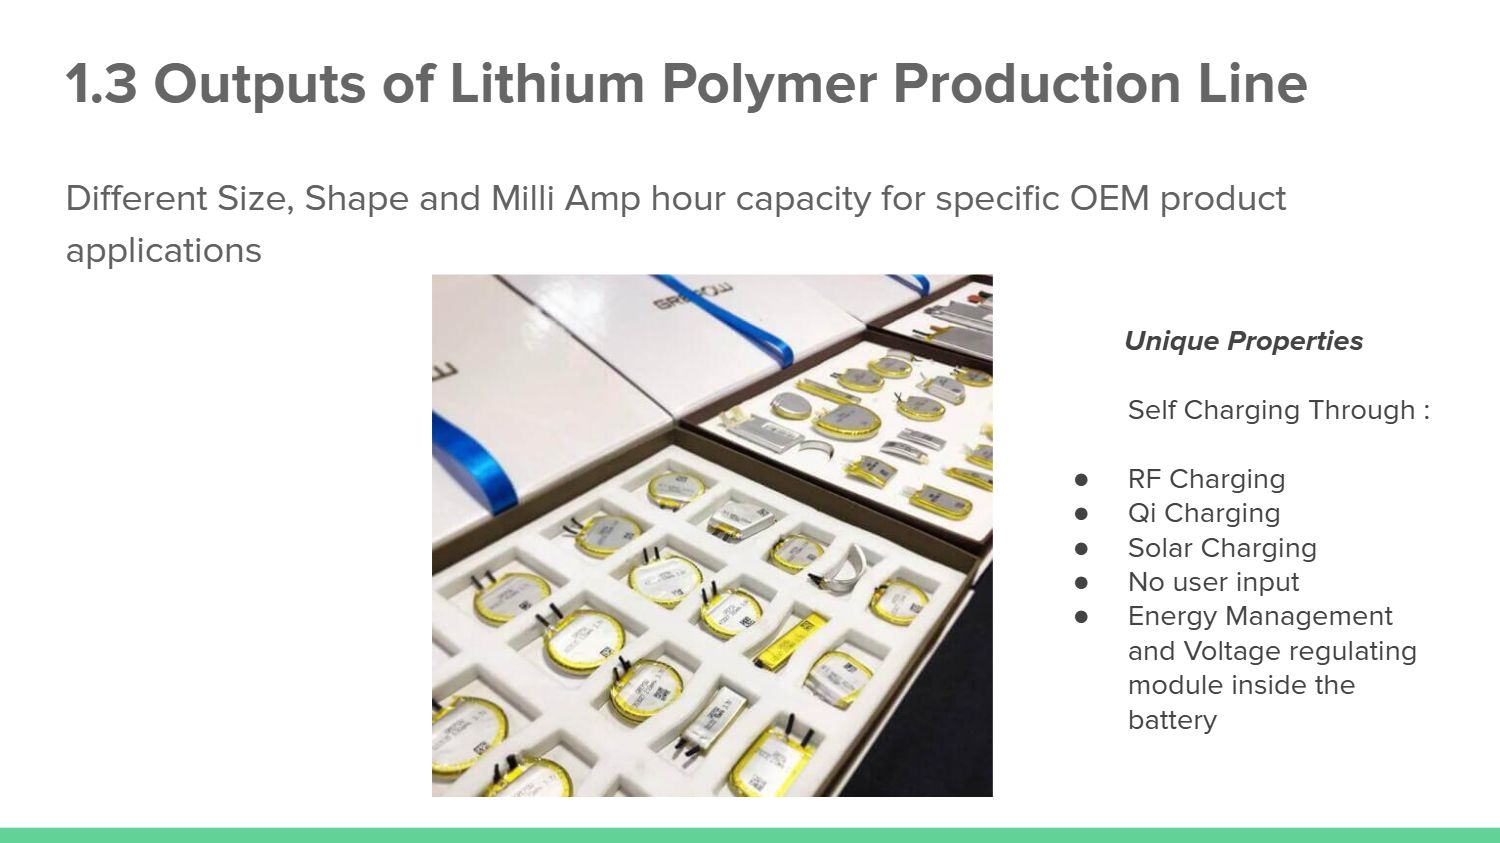 1.3 Outputs of Lithium Polymer Production Line
Different Size, Shape and Milli Amp hour capacity for specific OEM product
applications
GREPOW
Unique Properties
Self Charging Through :
● RF Charging
● Qi Charging
● Solar Charging
● No user input
● Energy Management
and Voltage regulating
module inside the
battery